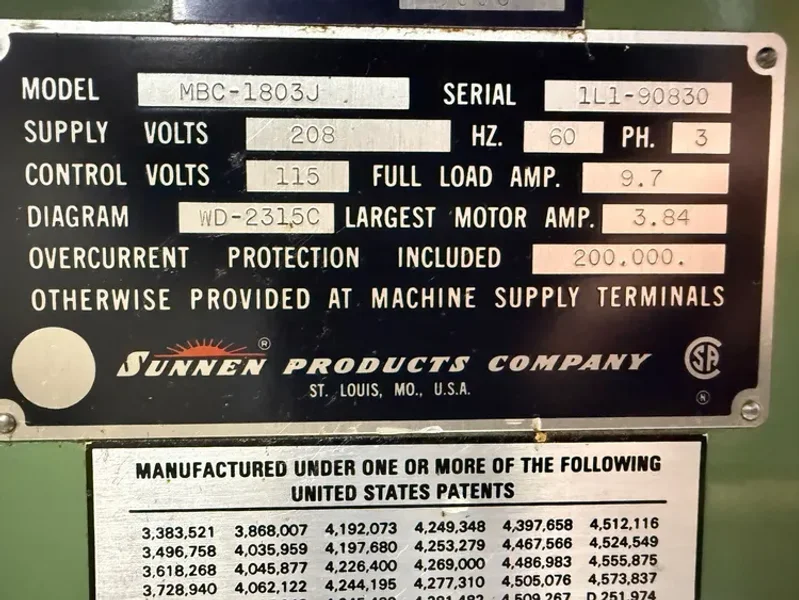 MODEL MBC-1803J SERIAL 1L1-90830
SUPPLY VOLTS 208 HZ. 60 PH. 3
CONTROL VOLTS 115 FULL LOAD AMP. 9.7
DIAGRAM WD-2315C LARGEST MOTOR AMP. 3.84
OVERCURRENT PROTECTION INCLUDED 200,000.
OTHERWISE PROVIDED AT MACHINE SUPPLY TERMINALS
SUNNEN ® PRODUCTS COMPANY
ST. LOUIS, MO., U.S.A.
SA
N
MANUFACTURED UNDER ONE OR MORE OF THE FOLLOWING
UNITED STATES PATENTS
3,383,521 3,868,007 4,192,073 4,249,348 4,397,658 4,512,116
3,496,758 4,035,959 4,197,680 4,253,279 4,467,566 4,524,549
3,618,268 4,045,877 4,226,400 4,269,000 4,486,983 4,555,875
3,728,940 4,062,122 4,244,195 4,277,310 4,505,076 4,573,837
4,509,267 D 251,974